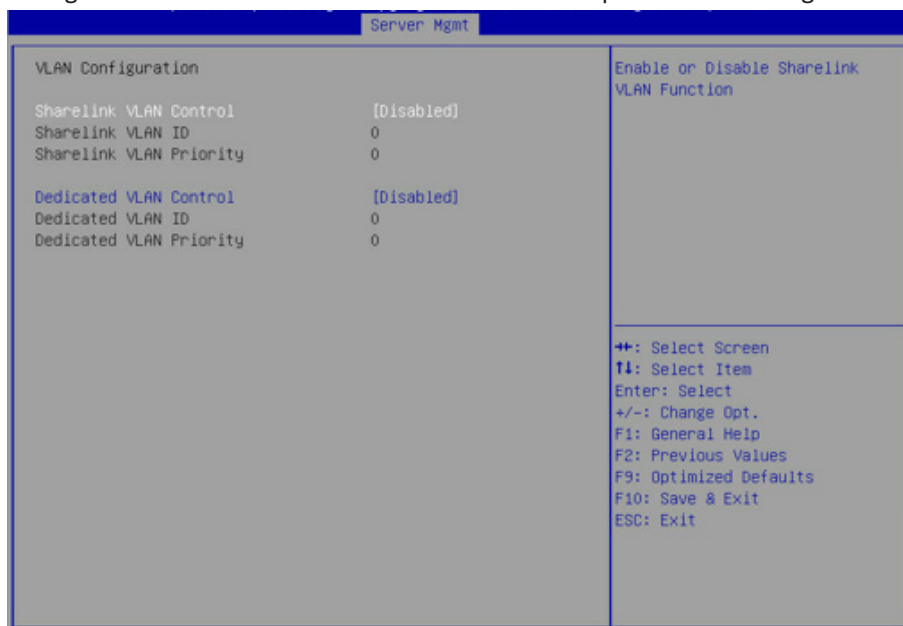 Server Mgmt
VLAN Configuration
Sharelink VLAN Control [Disabled]
Sharelink VLAN ID 0
Sharelink VLAN Priority 0
Dedicated VLAN Control [Disabled]
Dedicated VLAN ID 0
Dedicated VLAN Priority 0
Enable or Disable Sharelink
VLAN Function
→←: Select Screen
↑↓: Select Item
Enter: Select
+/-: Change Opt.
F1: General Help
F2: Previous Values
F9: Optimized Defaults
F10: Save & Exit
ESC: Exit